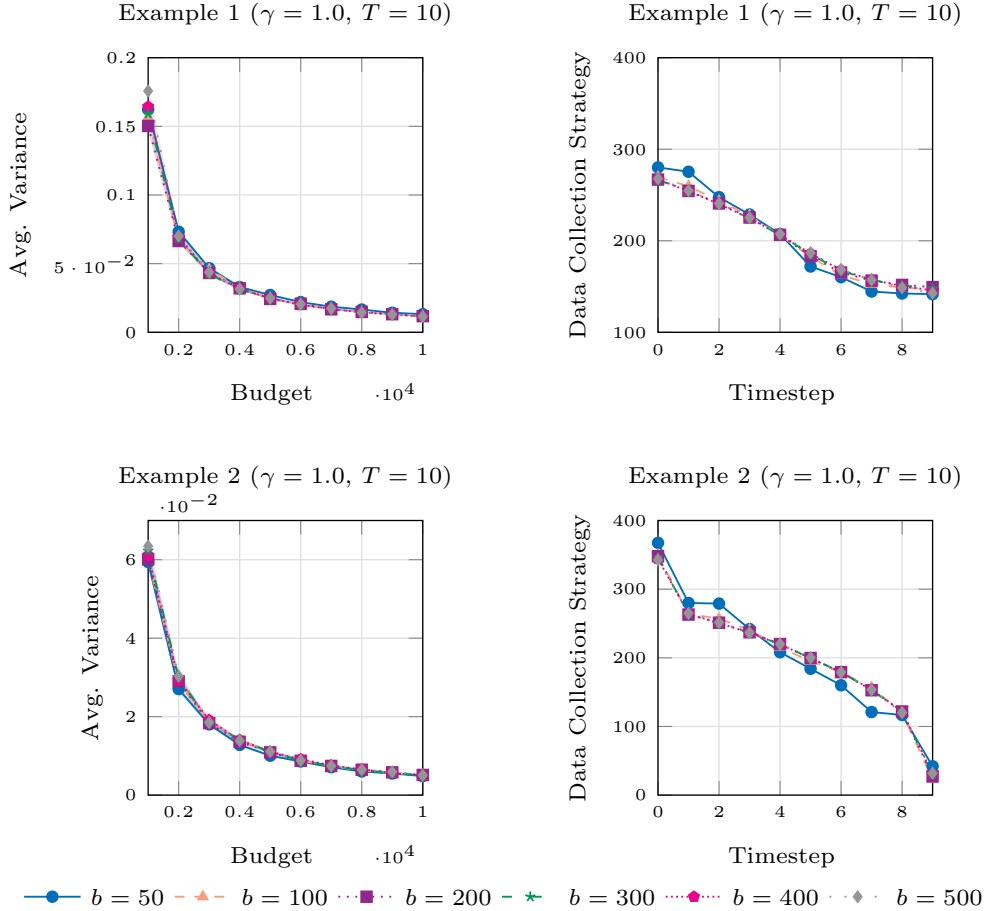 Example 1 (γ = 1.0, T = 10)
0.2
0.15
0.1
5 · 10⁻²
0
0.2 0.4 0.6 0.8 1
Avg. Variance
Budget
·10⁴
Example 1 (γ = 1.0, T = 10)
400
300
200
100
0 2 4 6 8
Data Collection Strategy
Timestep
Example 2 (γ = 1.0, T = 10)
·10⁻²
6
4
2
0
0.2 0.4 0.6 0.8 1
Avg. Variance
Budget
·10⁴
Example 2 (γ = 1.0, T = 10)
400
300
200
100
0
0 2 4 6 8
Data Collection Strategy
Timestep
b = 50 b = 100 b = 200 b = 300 b = 400 b = 500